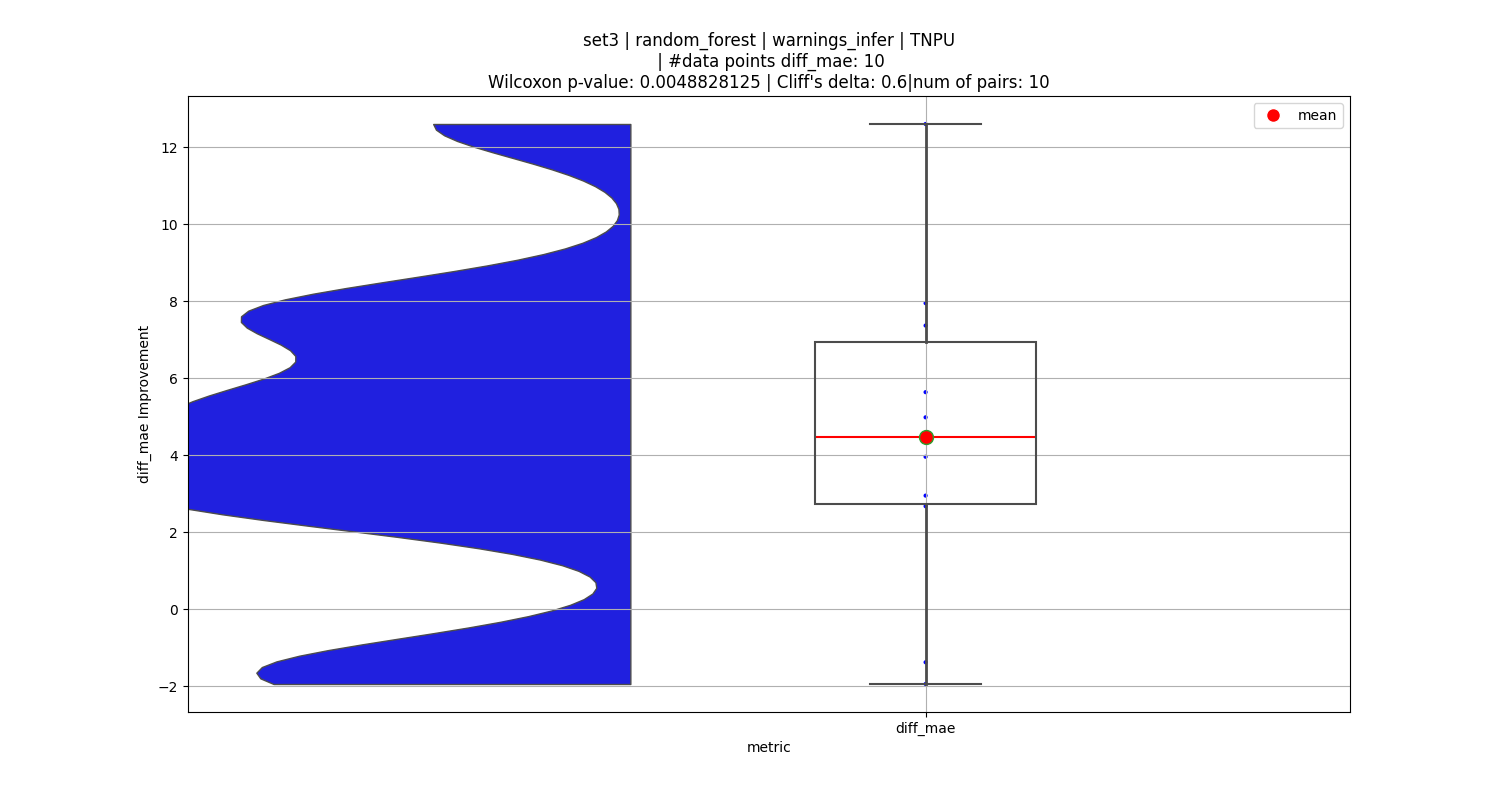 set3 | random_forest | warnings_infer | TNPU
| #data points diff_mae: 10
Wilcoxon p-value: 0.0048828125 | Cliff's delta: 0.6|num of pairs: 10
mean
12
10
8
6
4
2
0
−2
diff_mae Improvement
diff_mae
metric